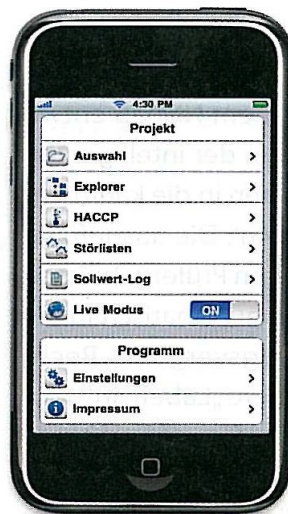 4:30 PM
Projekt
Auswahl
Explorer
HACCP
Störlisten
Sollwert-Log
Live Modus ON
Programm
Einstellungen
Impressum